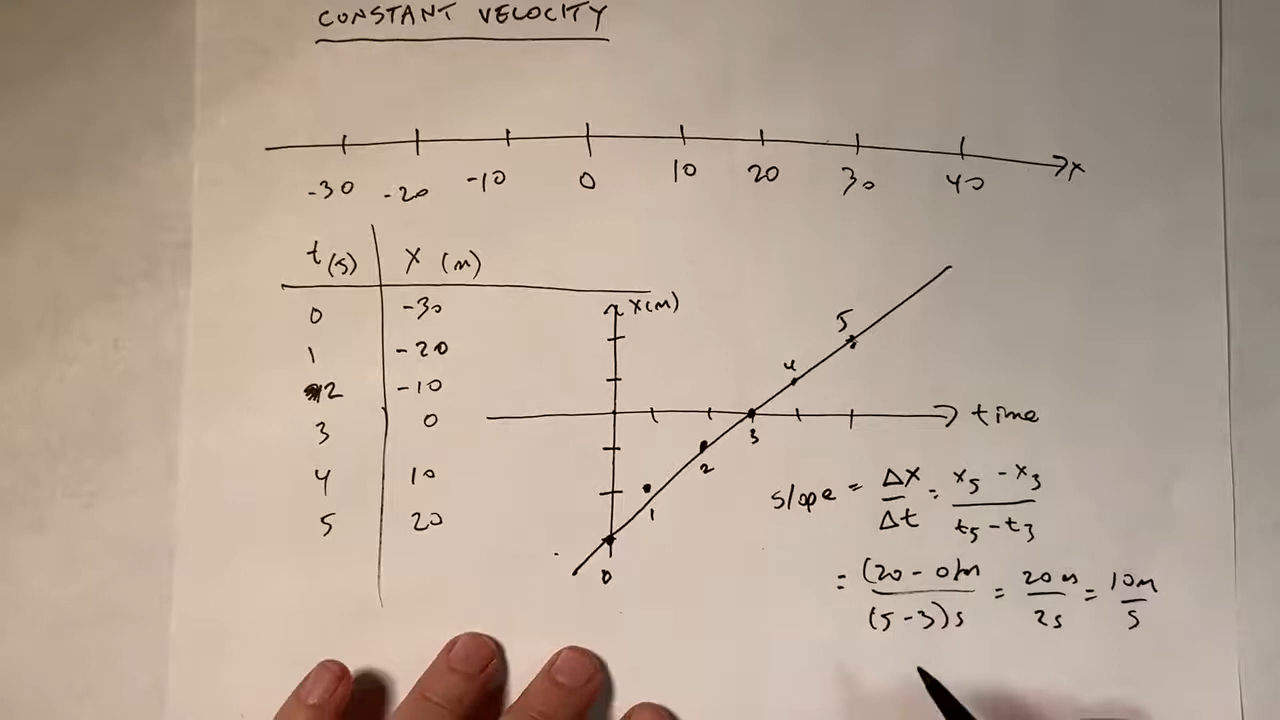 CONSTANT VELOCITY
-30 -20 -10 0 10 20 30 40 x
t (s) x (m)
0 -30
1 -20
2 -10
3 0
4 10
5 20
x(m)
5
4
time
3
2
1
0
slope = Δx/Δt = x₅ - x₃ / t₅ - t₃
= (20 - 0)m / (5 - 3)s = 20m / 2s = 10m / s